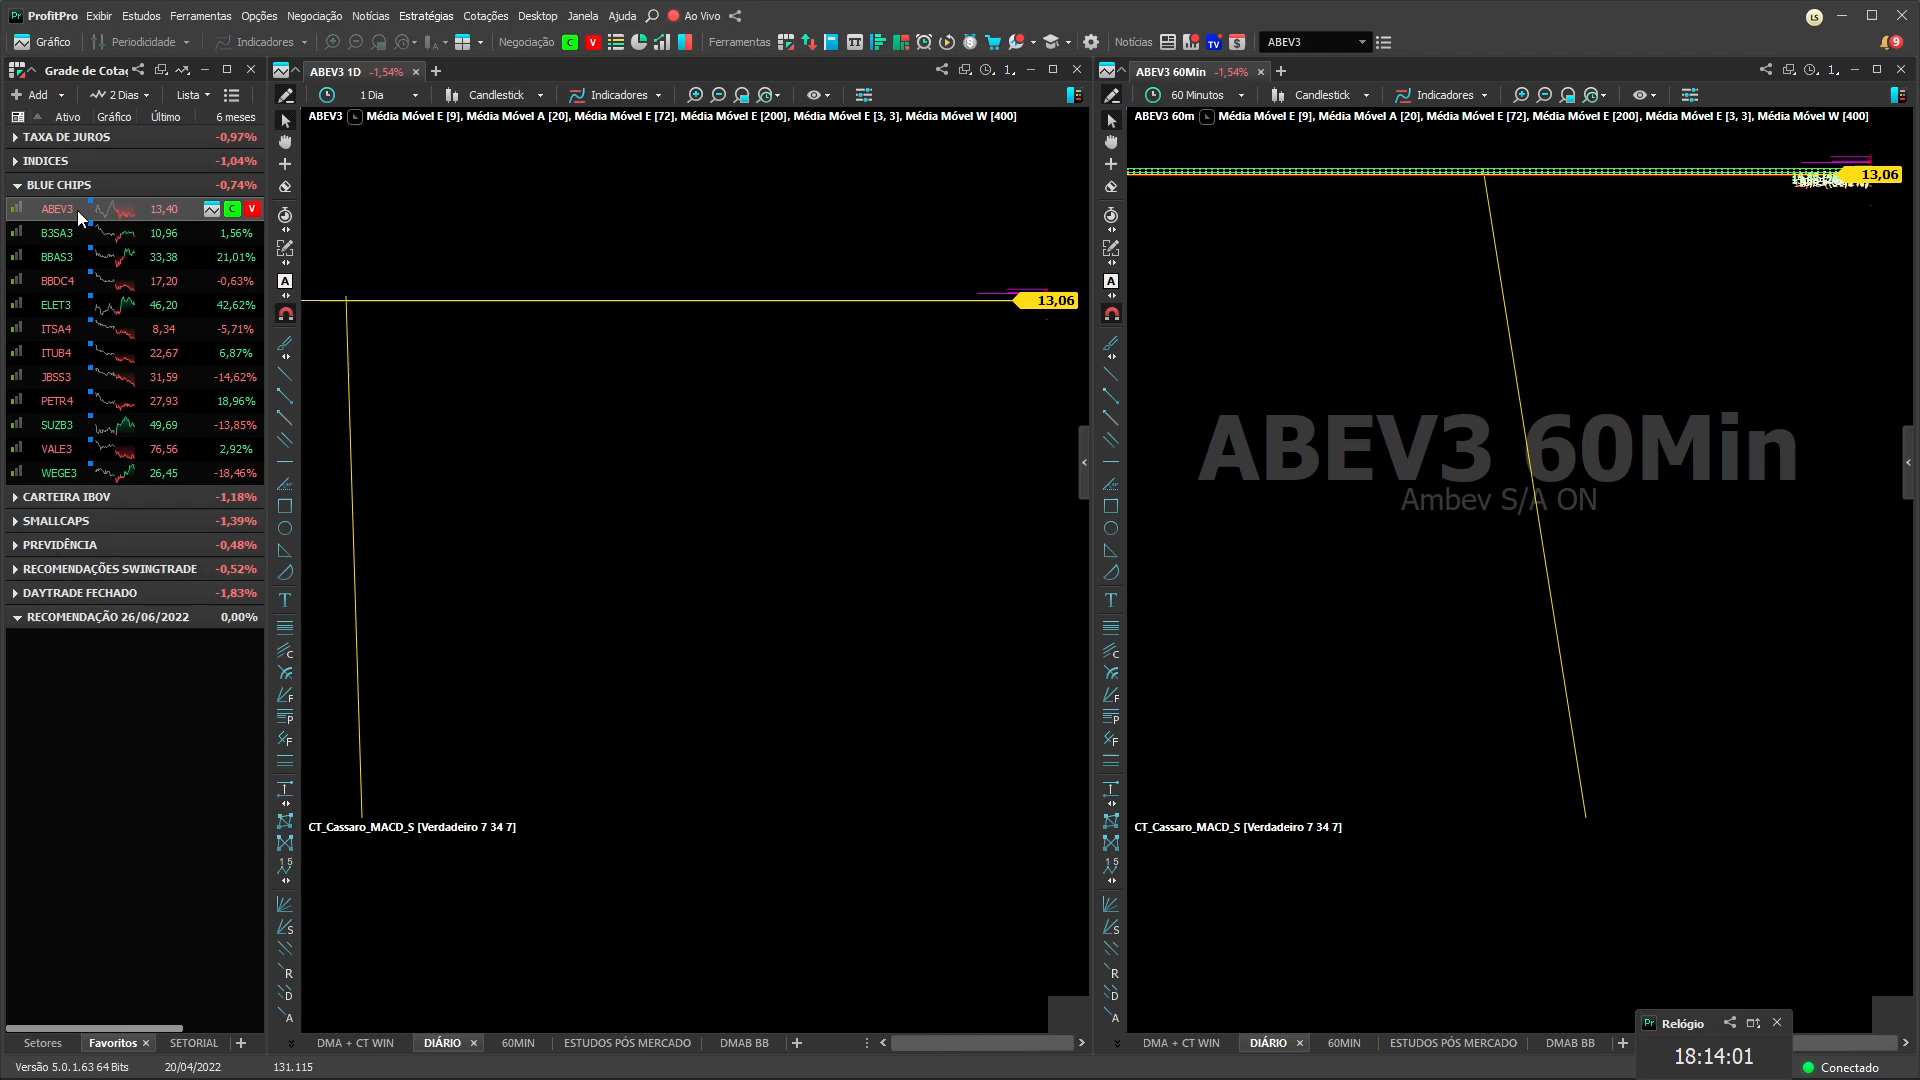 ProfitPro Exibir Estudos Ferramentas Opções Negociação Notícias Estratégias Cotações Desktop Janela Ajuda Ao Vivo LS
Gráfico Periodicidade Indicadores Negociação C V Ferramentas Notícias ABEV3 9
Grade de Cota
Add 2 Dias Lista
Ativo Gráfico Último 6 meses
TAXA DE JUROS -0,97%
INDICES -1,04%
BLUE CHIPS -0,74%
ABEV3 13,40 C V
B3SA3 10,96 1,56%
BBAS3 33,38 21,01%
BBDC4 17,20 -0,63%
ELET3 46,20 42,62%
ITSA4 8,34 -5,71%
ITUB4 22,67 6,87%
JBSS3 31,59 -14,62%
PETR4 27,93 18,96%
SUZB3 49,69 -13,85%
VALE3 76,56 2,92%
WEGE3 26,45 -18,46%
CARTEIRA IBOV -1,18%
SMALLCAPS -1,39%
PREVIDÊNCIA -0,48%
RECOMENDAÇÕES SWINGTRADE -0,52%
DAYTRADE FECHADO -1,83%
RECOMENDAÇÃO 26/06/2022 0,00%
Setores Favoritos SETORIAL
ABEV3 1D -1,54%
1 Dia Candlestick Indicadores
ABEV3 Média Móvel E [9], Média Móvel A [20], Média Móvel E [72], Média Móvel E [200], Média Móvel E [3, 3], Média Móvel W [400]
13,06
CT_Cassaro_MACD_S [Verdadeiro 7 34 7]
DMA + CT WIN DIÁRIO 60MIN ESTUDOS PÓS MERCADO DMAB BB
ABEV3 60Min -1,54%
60 Minutos Candlestick Indicadores
ABEV3 60m Média Móvel E [9], Média Móvel A [20], Média Móvel E [72], Média Móvel E [200], Média Móvel E [3, 3], Média Móvel W [400]
13,06
ABEV3 60Min
Ambev S/A ON
CT_Cassaro_MACD_S [Verdadeiro 7 34 7]
DMA + CT WIN DIÁRIO 60MIN ESTUDOS PÓS MERCADO DMAB BB
Relógio
18:14:01
Versão 5.0.1.63 64 Bits 20/04/2022 131.115 Conectado